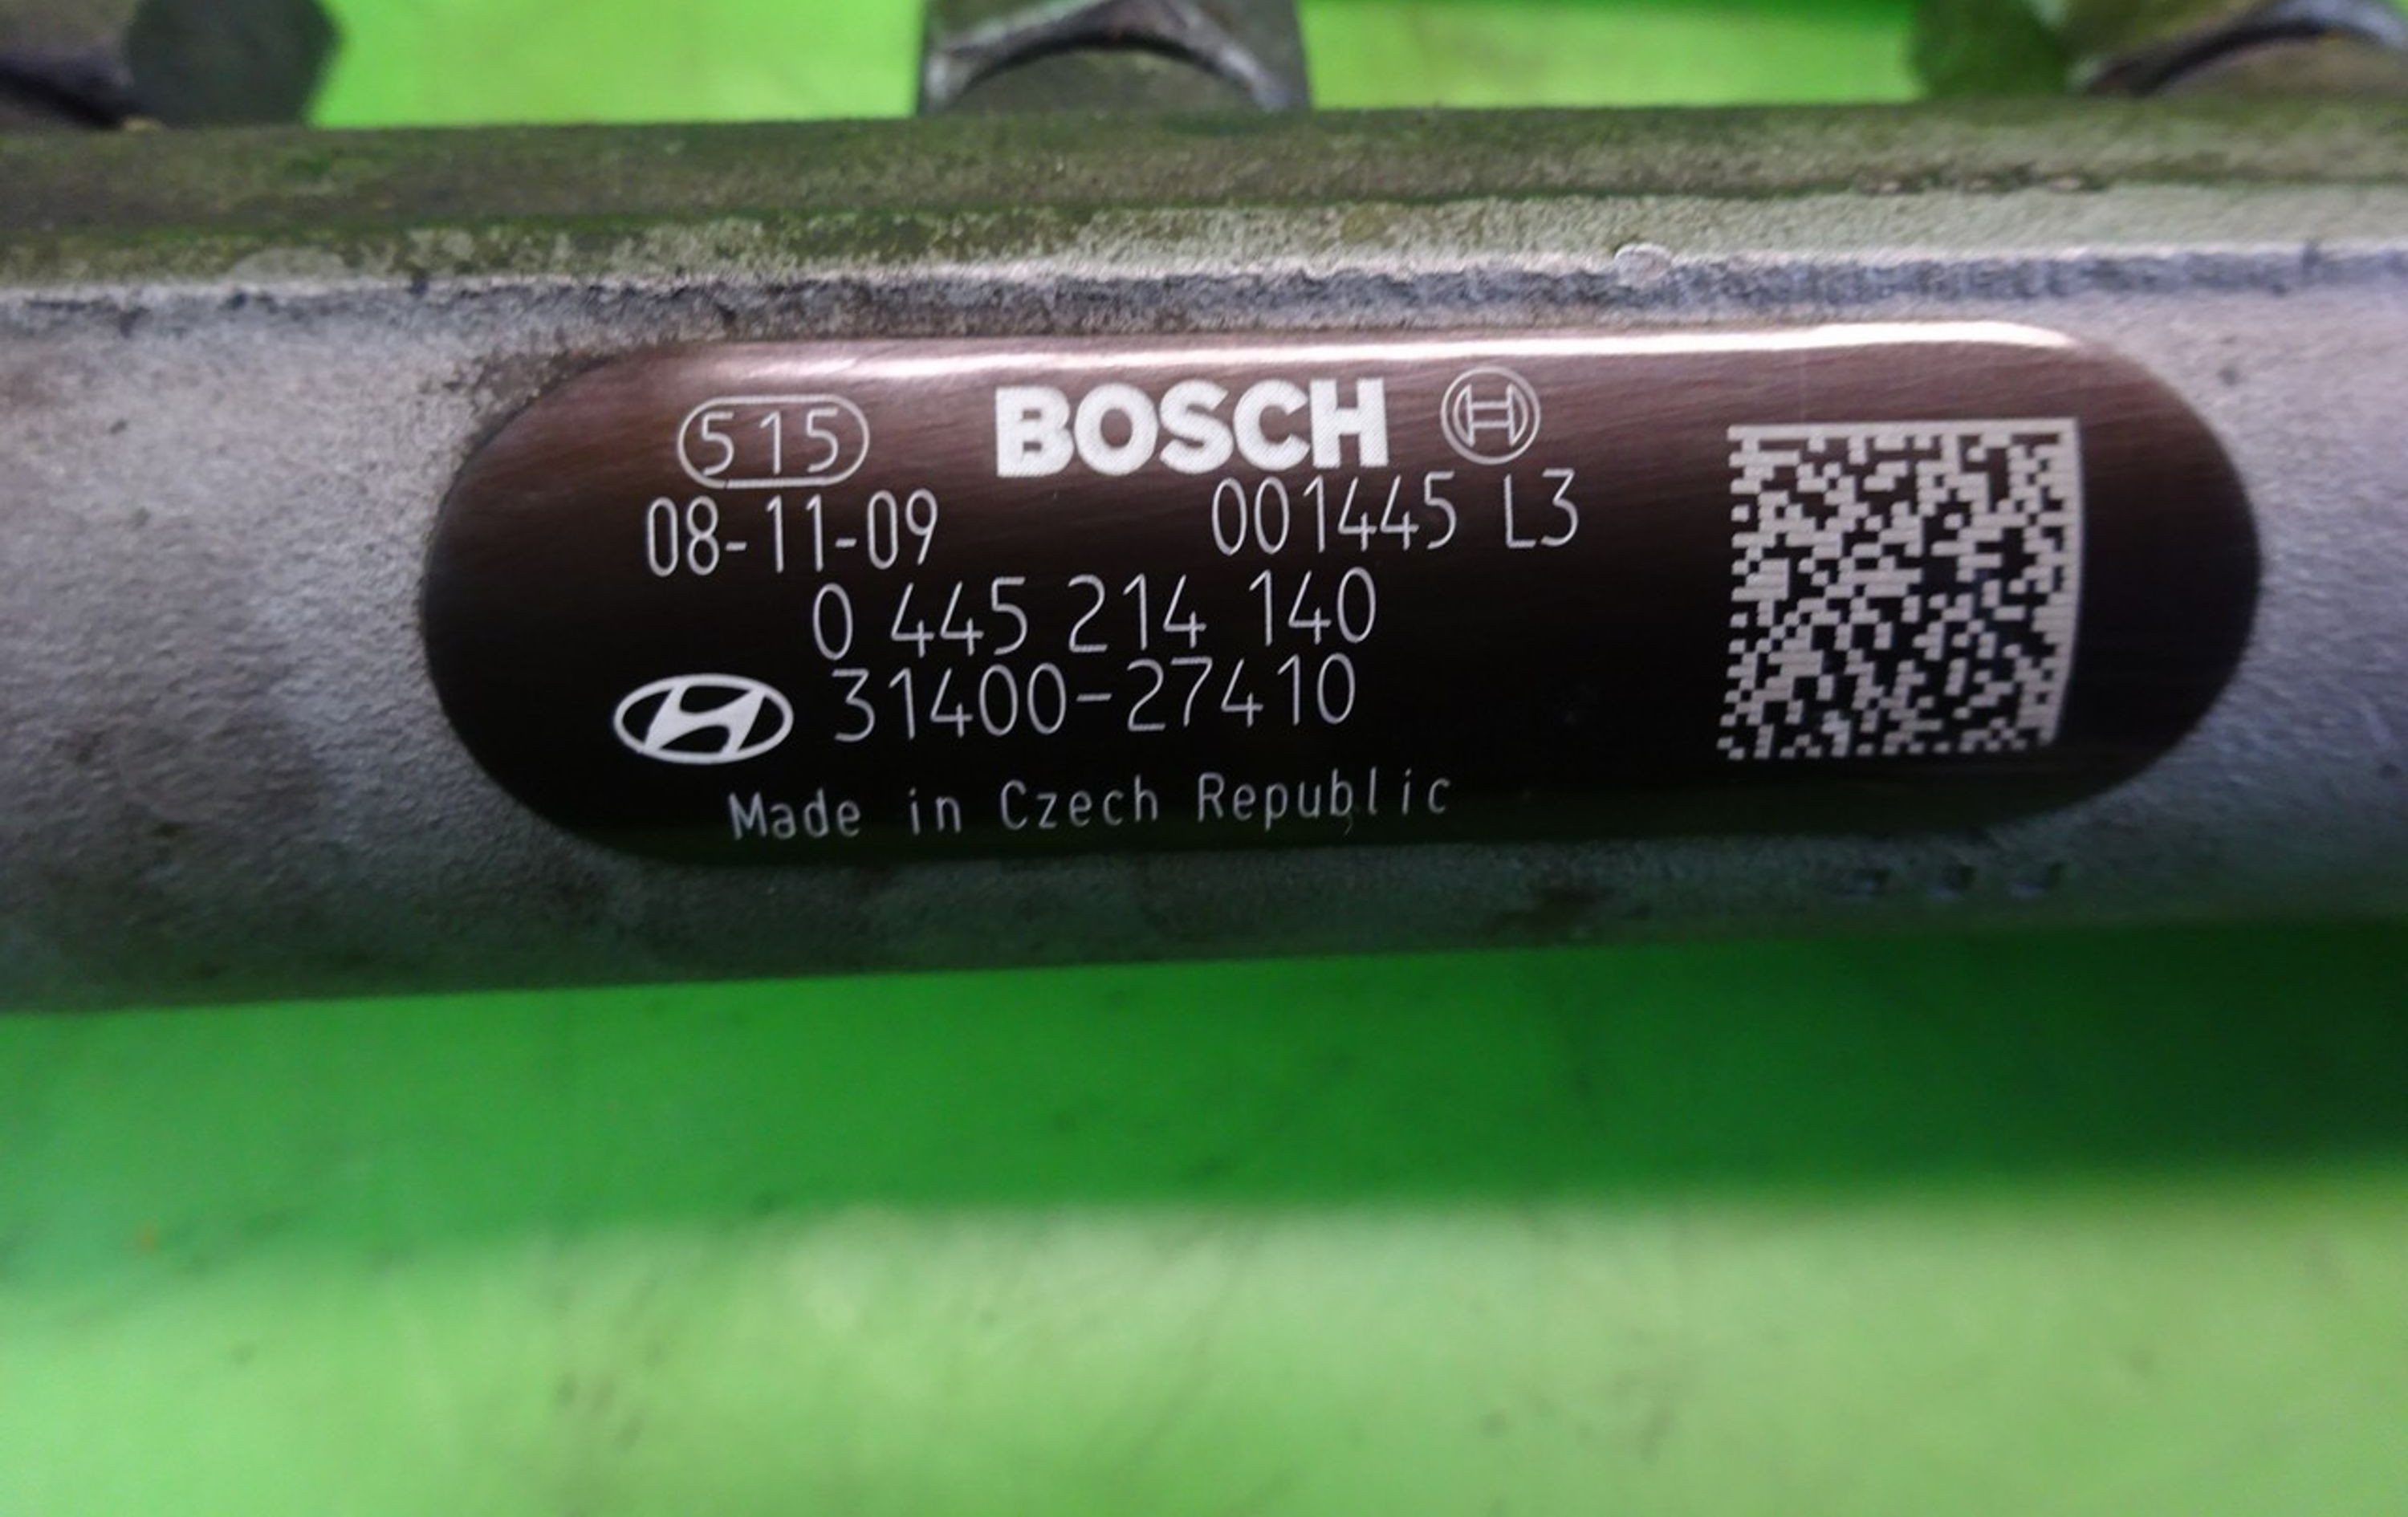 515 BOSCH
08-11-09 001445 L3
0 445 214 140
31400-27410
Made in Czech Republic